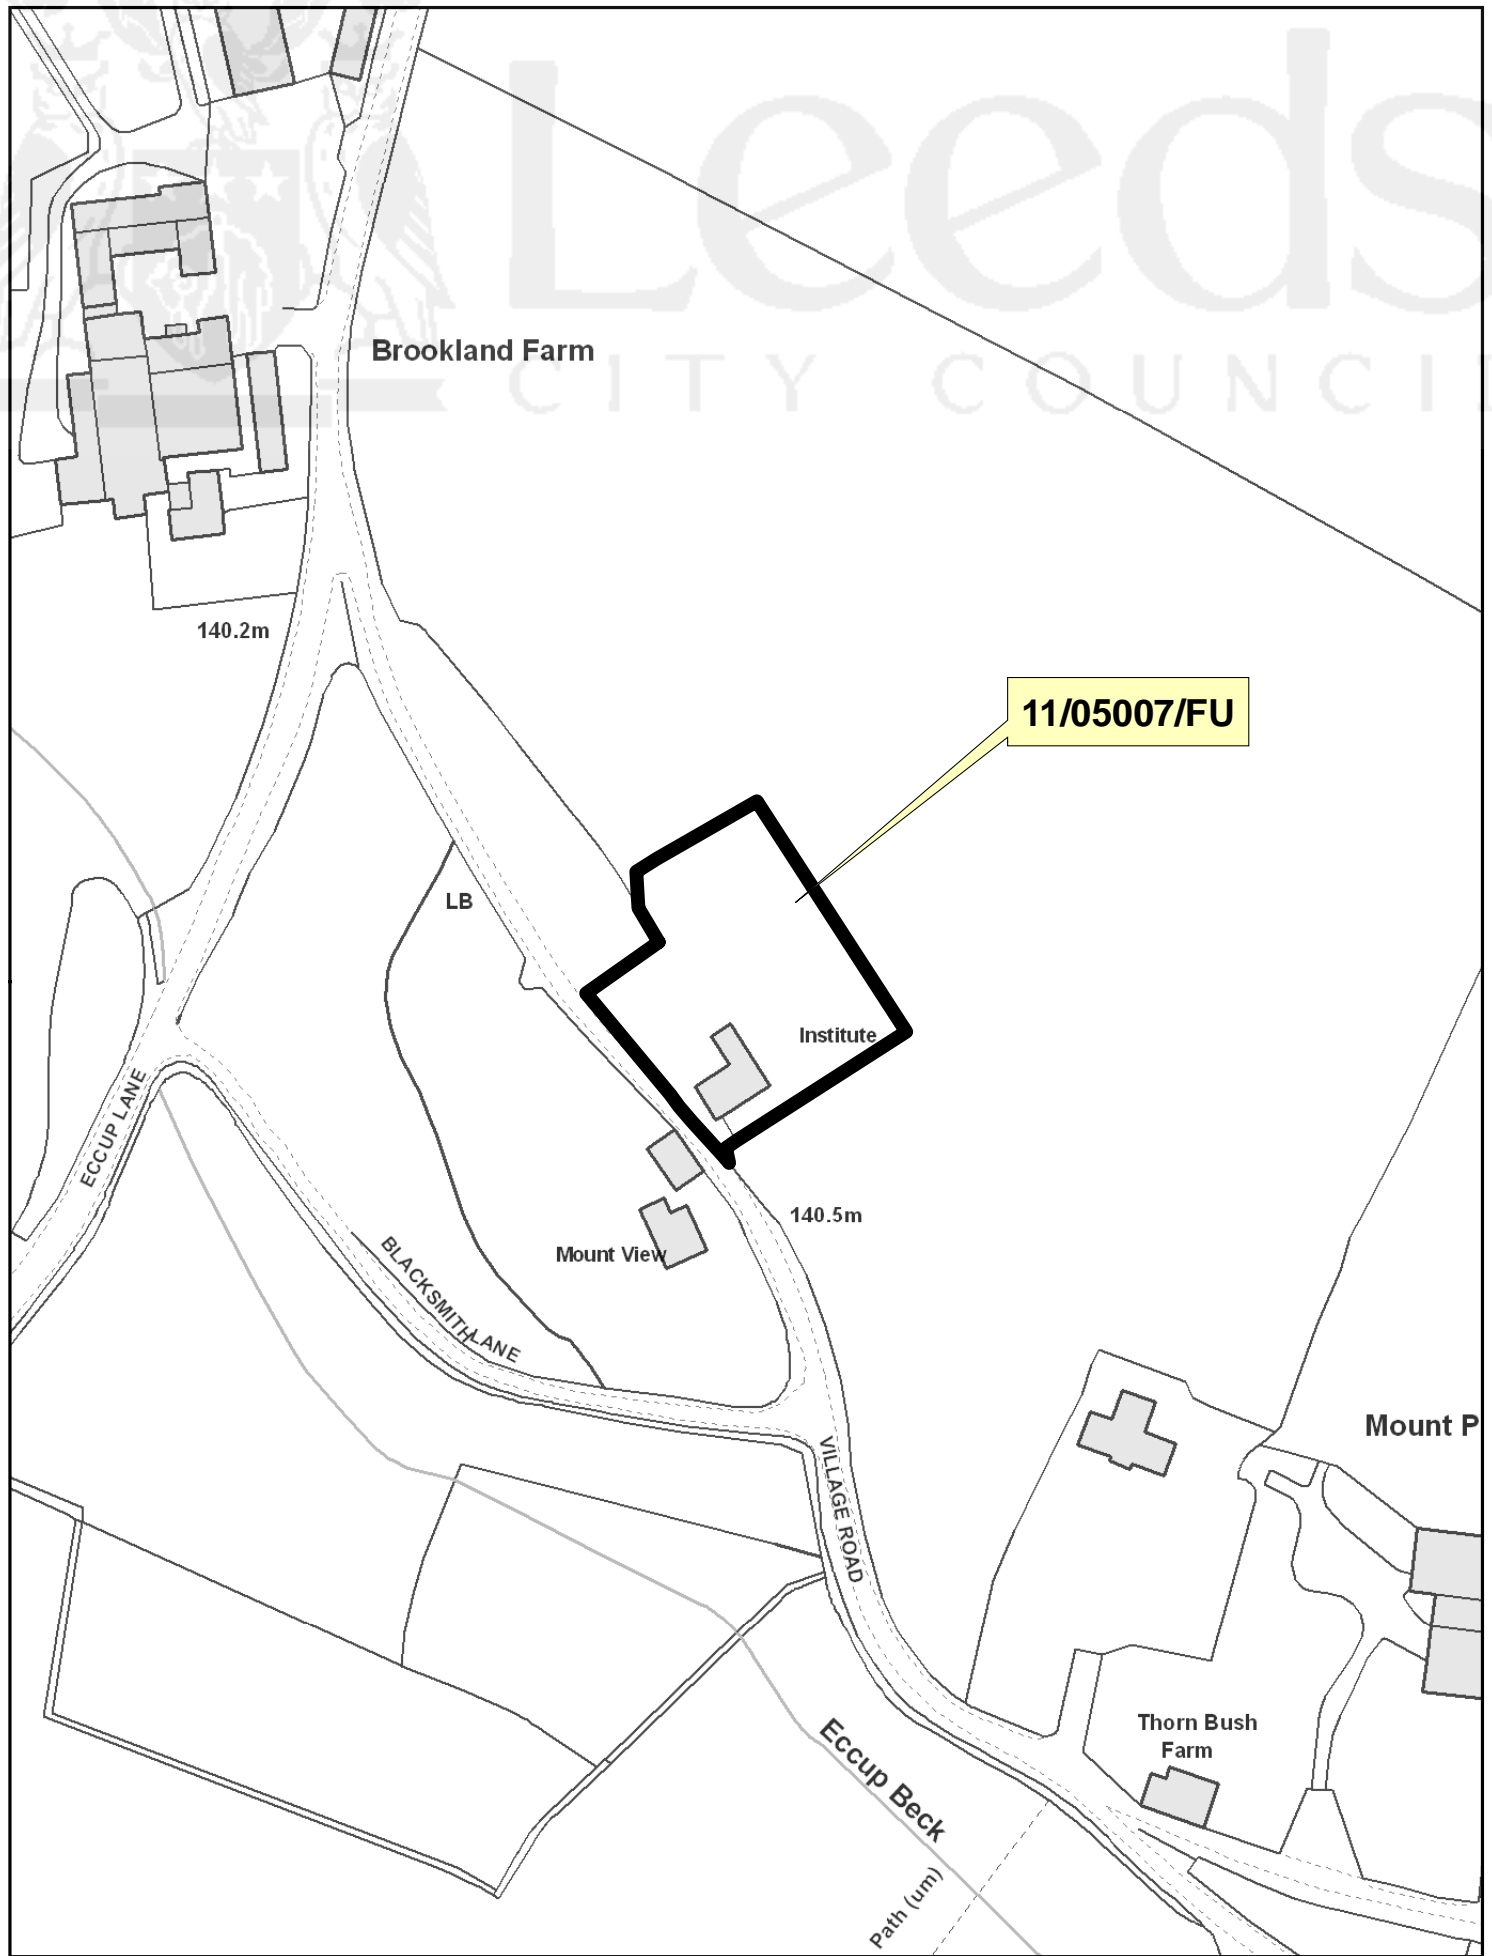 Leeds
CITY COUNCI
Brookland Farm
140.2m
11/05007/FU
LB
Institute
ECCUP LANE
140.5m
Mount View
BLACKSMITH LANE
Mount P
VILLAGE ROAD
Thorn Bush
Farm
Eccup Beck
Path (um)